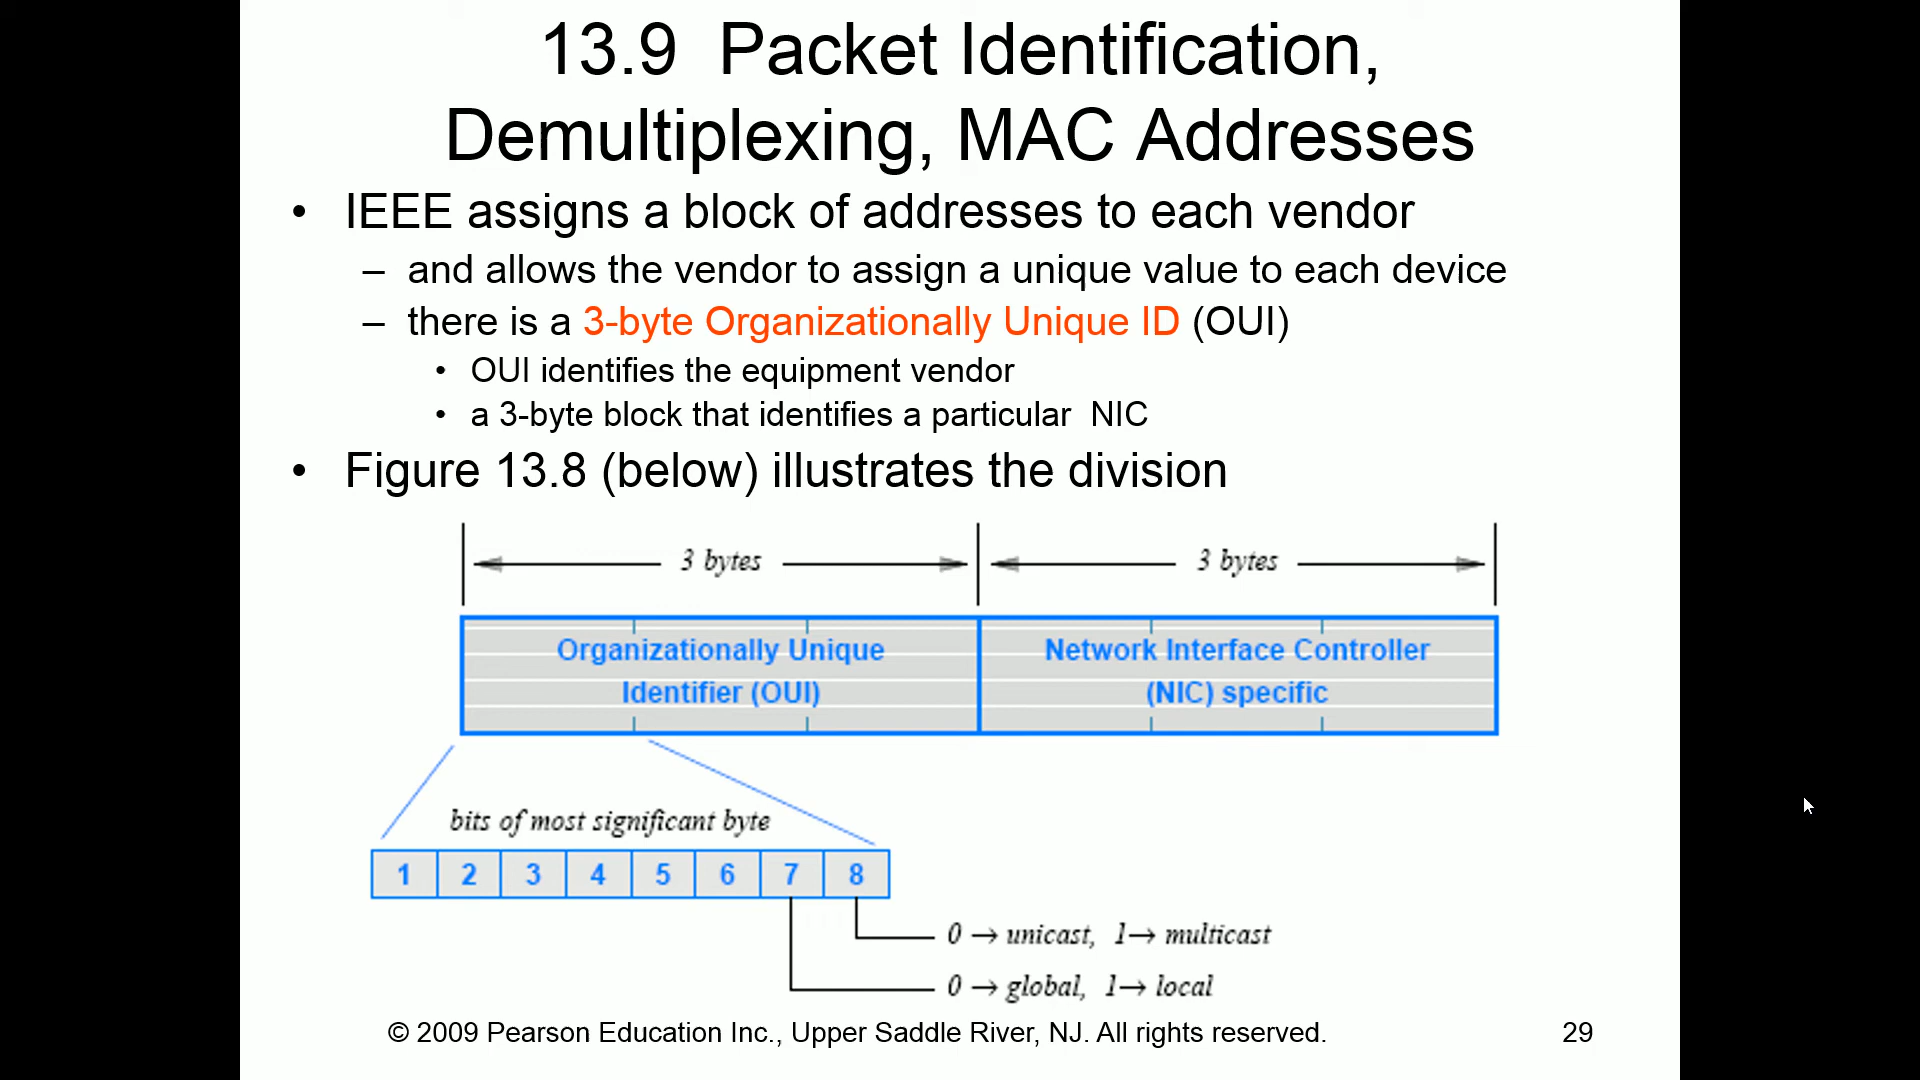 13.9 Packet Identification,
Demultiplexing, MAC Addresses
• IEEE assigns a block of addresses to each vendor
– and allows the vendor to assign a unique value to each device
– there is a 3-byte Organizationally Unique ID (OUI)
• OUI identifies the equipment vendor
• a 3-byte block that identifies a particular NIC
• Figure 13.8 (below) illustrates the division
3 bytes 3 bytes
Organizationally Unique
Identifier (OUI)
Network Interface Controller
(NIC) specific
bits of most significant byte
1 2 3 4 5 6 7 8
0 → unicast, 1→ multicast
0 → global, 1→ local
© 2009 Pearson Education Inc., Upper Saddle River, NJ. All rights reserved. 29